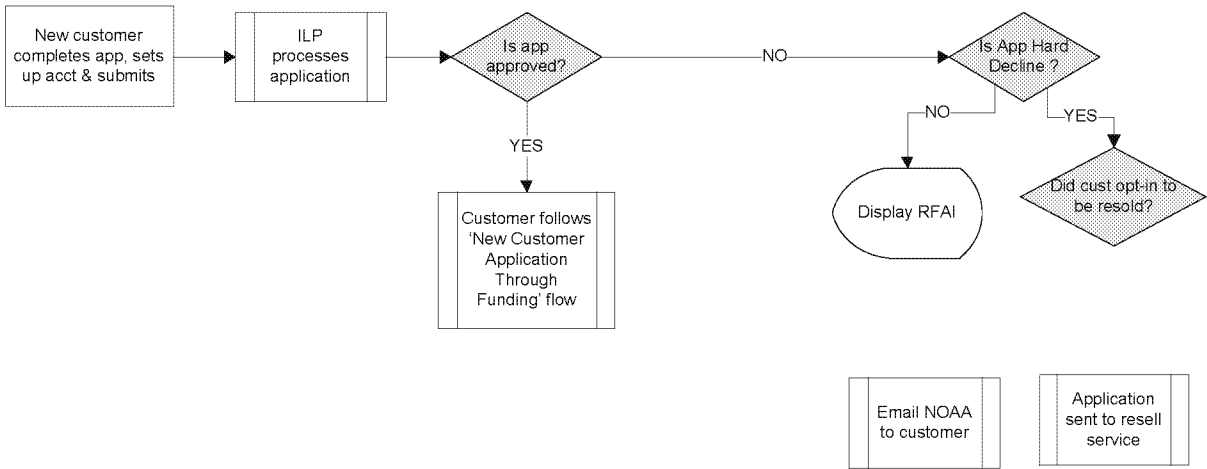 New customer
completes app, sets
up acct & submits
ILP
processes
application
Is app
approved?
NO
Is App Hard
Decline ?
NO
YES
YES
Display RFAI
Did cust opt-in to
be resold?
Customer follows
‘New Customer
Application
Through
Funding’ flow
Email NOAA
to customer
Application
sent to resell
service